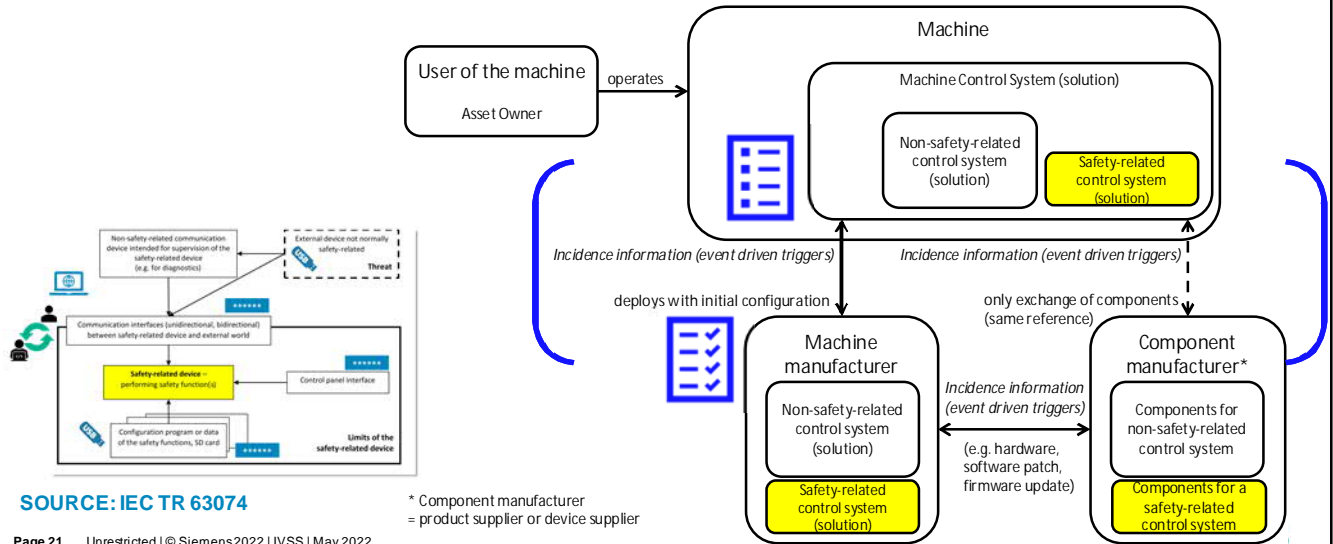 Machine
User of the machine
Asset Owner
operates
Machine Control System (solution)
Non-safety-related
control system
(solution)
Safety-related
control system
(solution)
Incidence information (event driven triggers)
Incidence information (event driven triggers)
deploys with initial configuration
only exchange of components
(same reference)
Machine
manufacturer
Non-safety-related
control system
(solution)
Safety-related
control system
(solution)
Incidence information
(event driven triggers)
(e.g. hardware,
software patch,
firmware update)
Component
manufacturer*
Components for
non-safety-related
control system
Components for a
safety-related
control system
Non-safety-related communication
device intended for supervision of the
safety-related device
(e.g. for diagnostics)
External device not normally
safety-related
USB
Threat
******
Communication interfaces (unidirectional, bidirectional)
between safety-related device and external world
******
Safety-related device –
performing safety function(s)
Control panel interface
USB
Configuration program or data
of the safety functions, SD card
******
Limits of the
safety-related device
SOURCE: IEC TR 63074
* Component manufacturer
= product supplier or device supplier
Page 21 Unrestricted | © Siemens 2022 | IVSS | May 2022